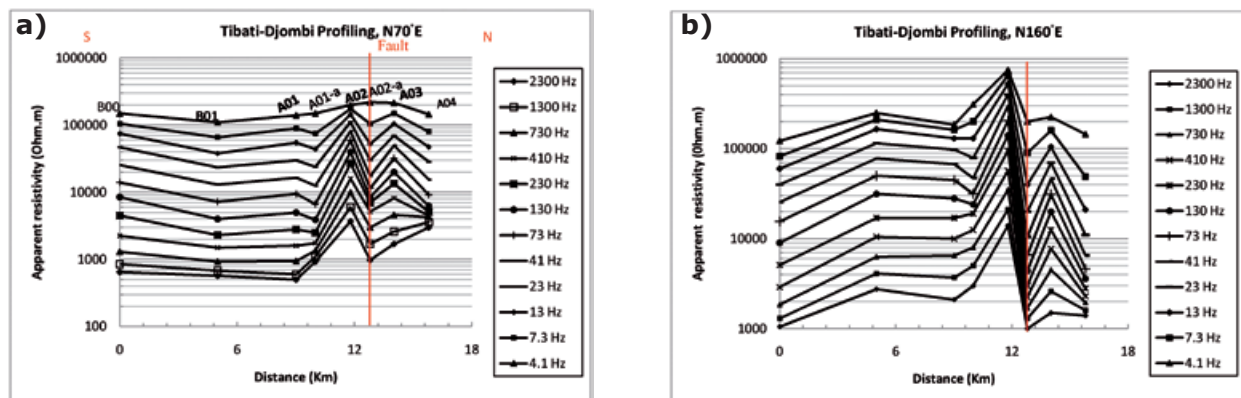 a)
Tibati-Djombi Profiling, N70°E
S
N
Fault
1000000
100000
10000
1000
100
Apparent resistivity (Ohm.m)
B00
B01
A01
A01-a
A02
A02-a
A03
A04
0
6
12
18
Distance (Km)
2300 Hz
1300 Hz
730 Hz
410 Hz
230 Hz
130 Hz
73 Hz
41 Hz
23 Hz
13 Hz
7.3 Hz
4.1 Hz
b)
Tibati-Djombi Profiling, N160°E
1000000
100000
10000
1000
Apparent resistivity (0hm.m)
0
6
12
18
Distance (Km)
2300 Hz
1300 Hz
730 Hz
410 Hz
230 Hz
130 Hz
73 Hz
41 Hz
23 Hz
13 Hz
7.3 Hz
4.1 Hz